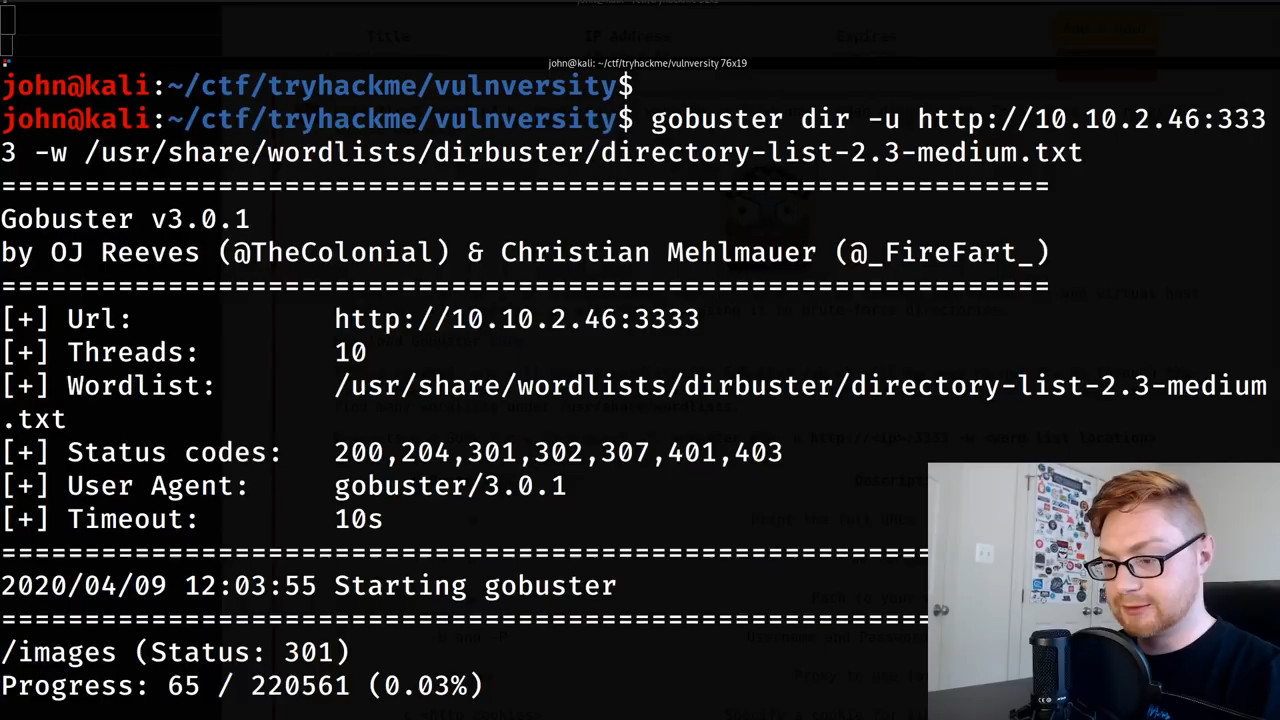 Title IP Address Expires
john@kali: ~/ctf/tryhackme/vulnversity 76x19
john@kali:~/ctf/tryhackme/vulnversity$
john@kali:~/ctf/tryhackme/vulnversity$ gobuster dir -u http://10.10.2.46:333
3 -w /usr/share/wordlists/dirbuster/directory-list-2.3-medium.txt
===============================================================
Gobuster v3.0.1
by OJ Reeves (@TheColonial) & Christian Mehlmauer (@_FireFart_)
===============================================================
[+] Url: http://10.10.2.46:3333
[+] Threads: 10
[+] Wordlist: /usr/share/wordlists/dirbuster/directory-list-2.3-medium
.txt
[+] Status codes: 200,204,301,302,307,401,403
[+] User Agent: gobuster/3.0.1
[+] Timeout: 10s
========================================================
2020/04/09 12:03:55 Starting gobuster
========================================================
/images (Status: 301)
Progress: 65 / 220561 (0.03%)